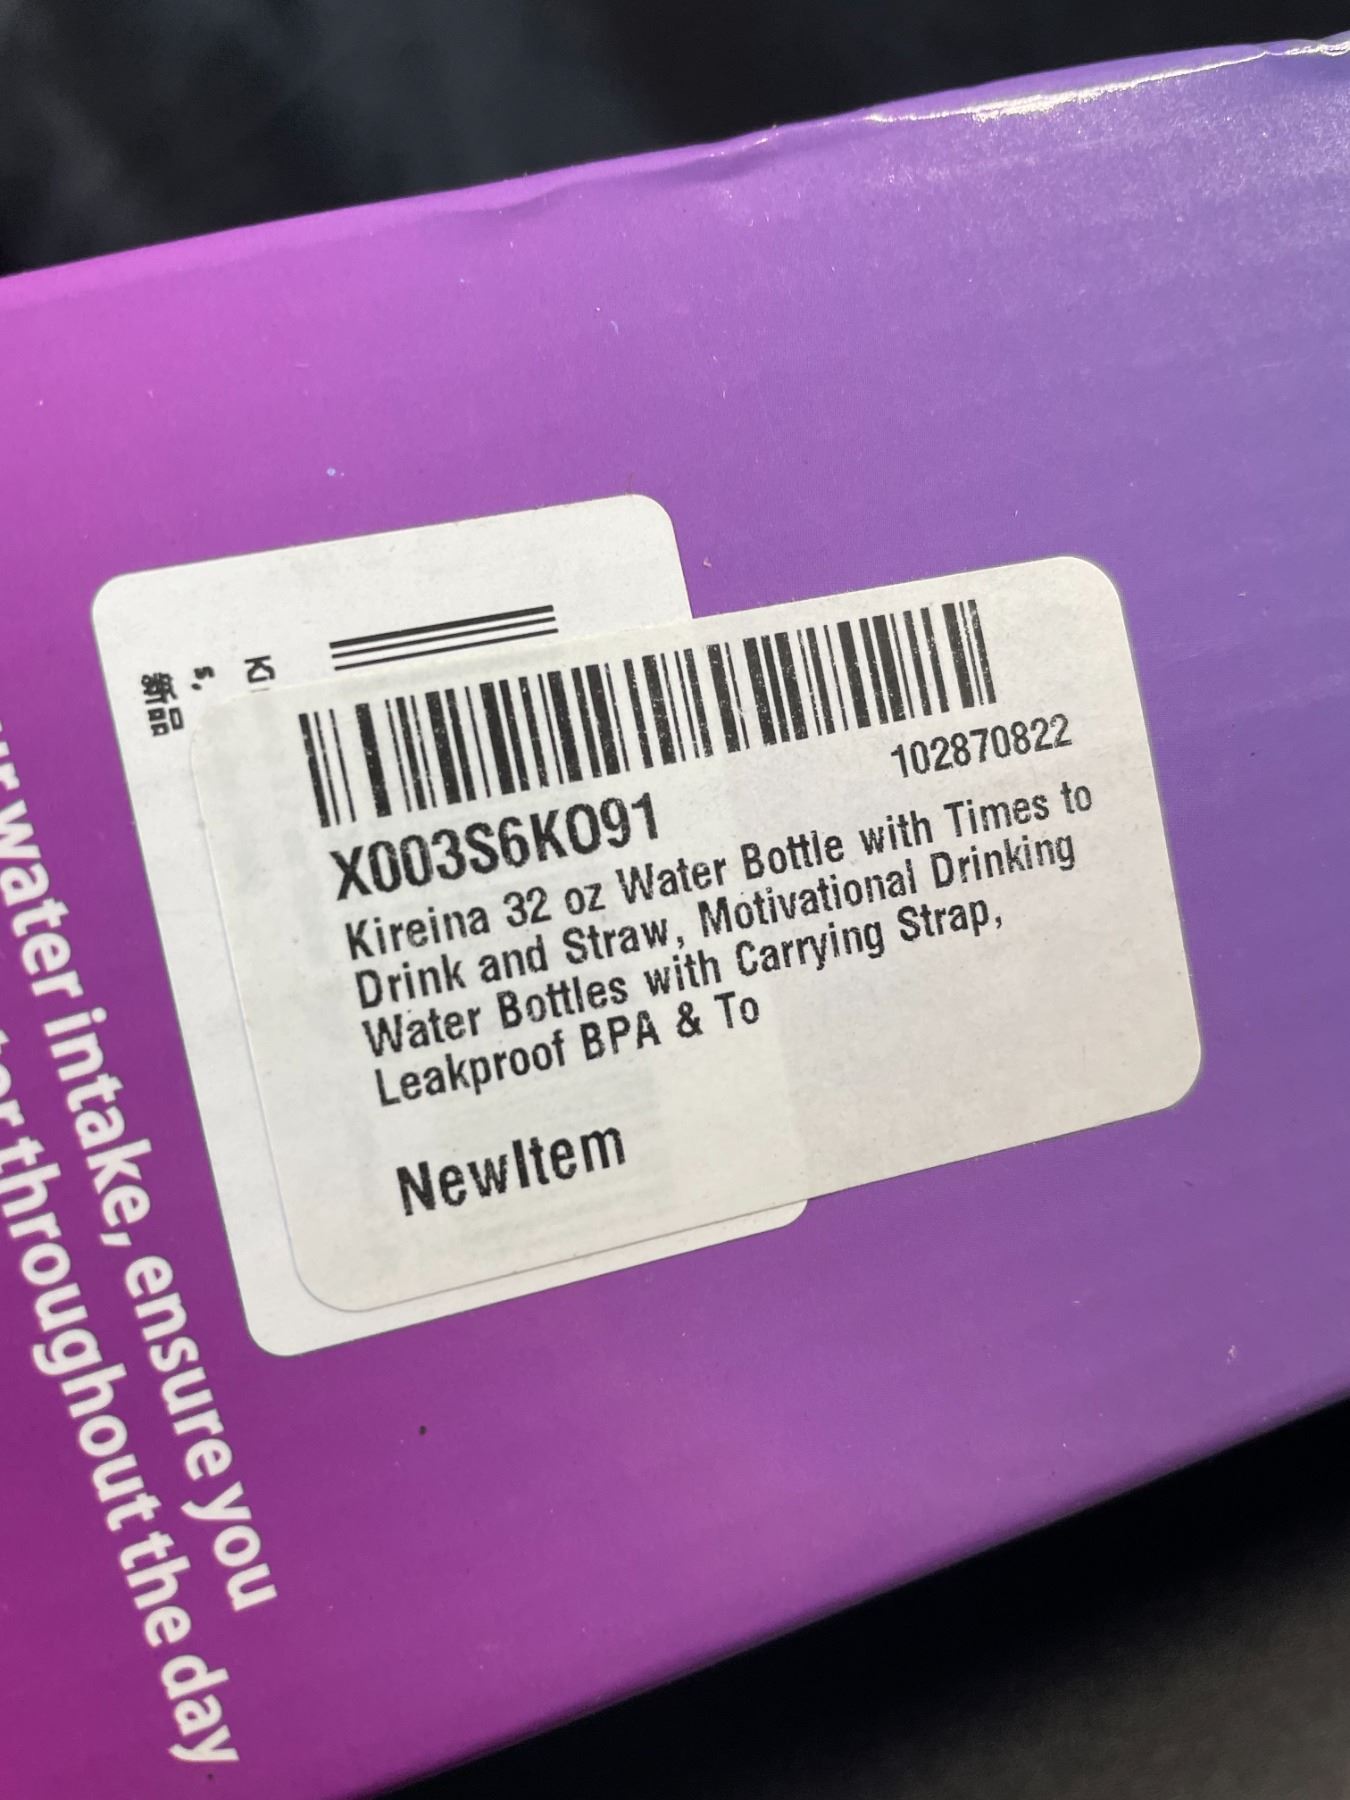 102870822
X003S6KO91
Kireina 32 oz Water Bottle with Times to
Drink and Straw, Motivational Drinking
Water Bottles with Carrying Strap,
Leakproof BPA & To
NewItem
s,
新品
water intake, ensure you
throughout the day